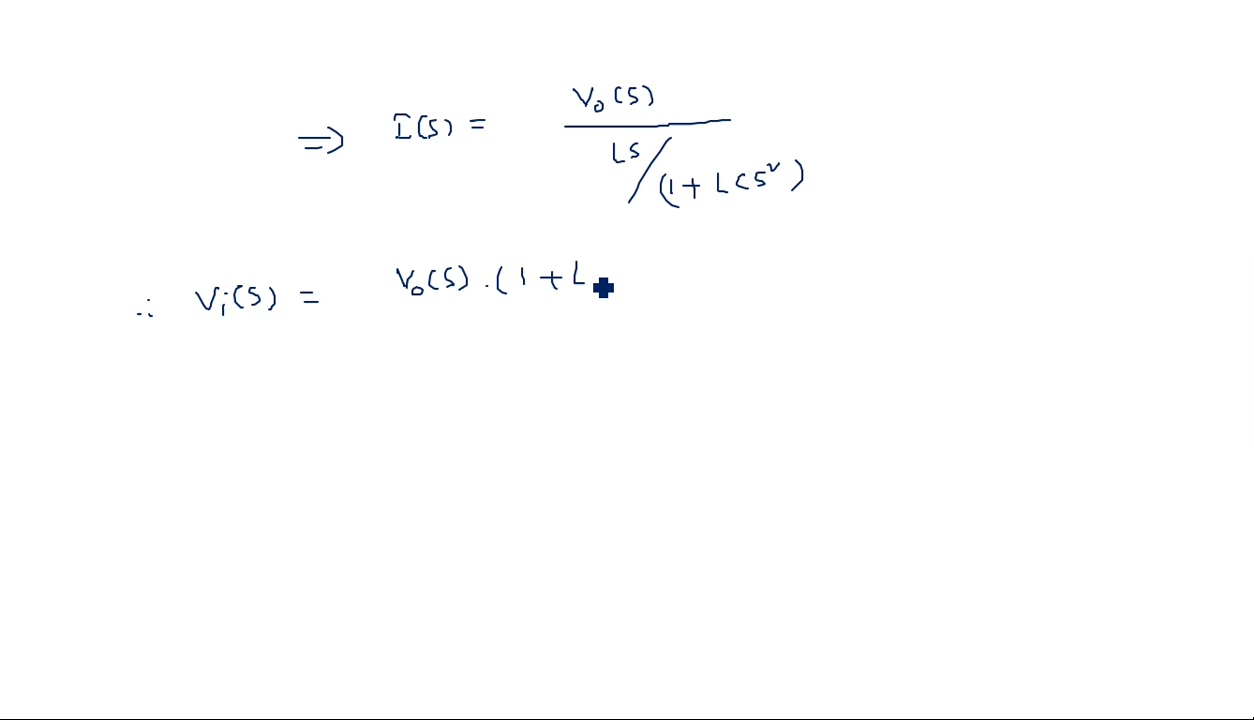 ⇒ I(S) = V₀(S) / LS/(1 + LCS²)
∴ Vᵢ(S) = V₀(S) . (1 + L